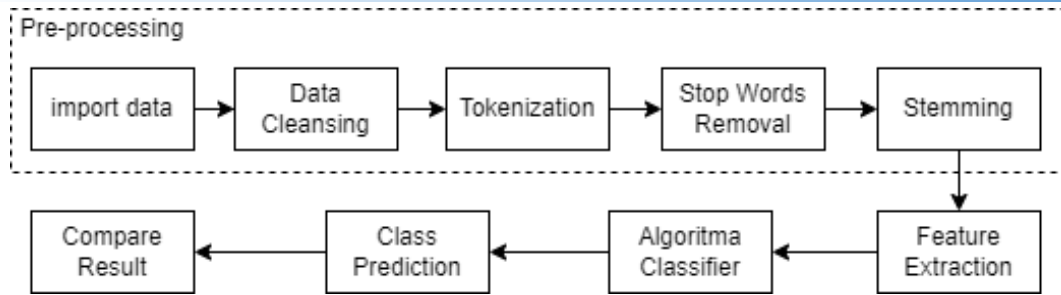 Pre-processing
import data
Data
Cleansing
Tokenization
Stop Words
Removal
Stemming
Feature
Extraction
Algoritma
Classifier
Class
Prediction
Compare
Result